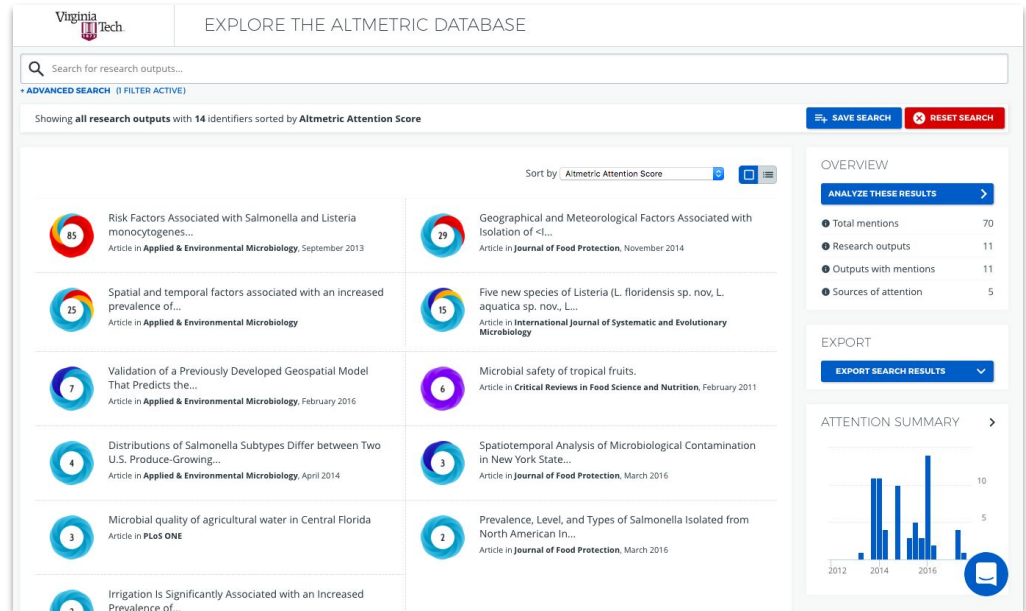 Virginia
Tech.
1872
EXPLORE THE ALTMETRIC DATABASE
Search for research outputs...
+ ADVANCED SEARCH (1 FILTER ACTIVE)
Showing all research outputs with 14 identifiers sorted by Altmetric Attention Score
SAVE SEARCH
RESET SEARCH
Sort by Altmetric Attention Score
85
Risk Factors Associated with Salmonella and Listeria
monocytogenes...
Article in Applied & Environmental Microbiology, September 2013
29
Geographical and Meteorological Factors Associated with
Isolation of <I...
Article in Journal of Food Protection, November 2014
25
Spatial and temporal factors associated with an increased
prevalence of...
Article in Applied & Environmental Microbiology
15
Five new species of Listeria (L. floridensis sp. nov, L.
aquatica sp. nov., L...
Article in International Journal of Systematic and Evolutionary
Microbiology
7
Validation of a Previously Developed Geospatial Model
That Predicts the...
Article in Applied & Environmental Microbiology, February 2016
6
Microbial safety of tropical fruits.
Article in Critical Reviews in Food Science and Nutrition, February 2011
4
Distributions of Salmonella Subtypes Differ between Two
U.S. Produce-Growing...
Article in Applied & Environmental Microbiology, April 2014
3
Spatiotemporal Analysis of Microbiological Contamination
in New York State...
Article in Journal of Food Protection, March 2016
3
Microbial quality of agricultural water in Central Florida
Article in PLoS ONE
2
Prevalence, Level, and Types of Salmonella Isolated from
North American In...
Article in Journal of Food Protection, March 2016
Irrigation Is Significantly Associated with an Increased
Prevalence of...
OVERVIEW
ANALYZE THESE RESULTS
Total mentions 70
Research outputs 11
Outputs with mentions 11
Sources of attention 5
EXPORT
EXPORT SEARCH RESULTS
ATTENTION SUMMARY
10
5
2012 2014 2016